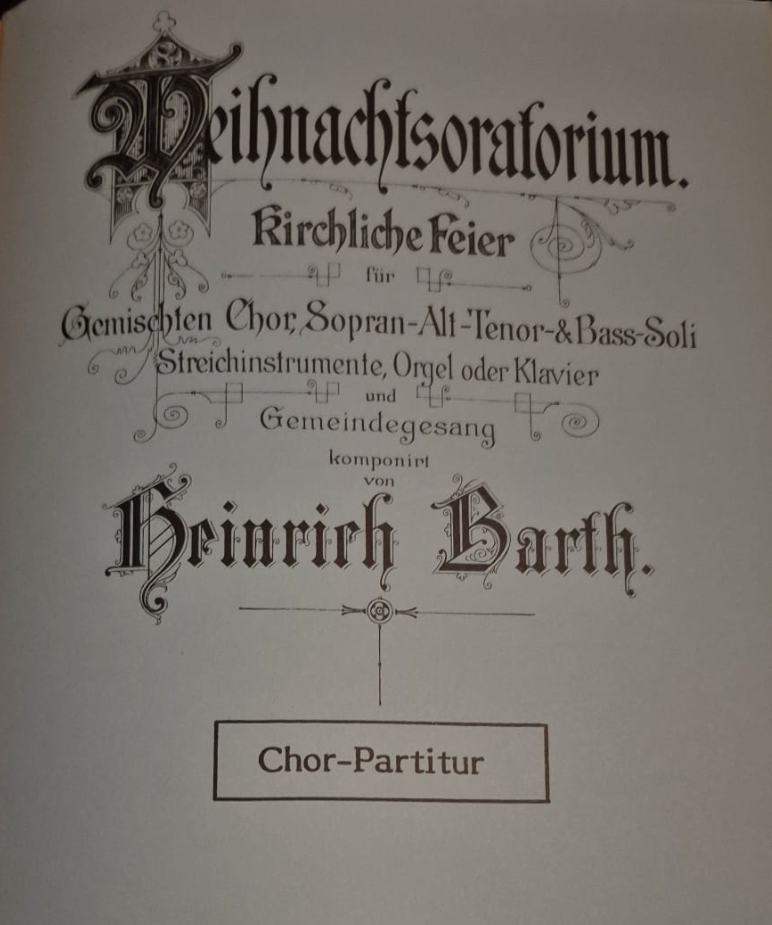 Weihnachtsoratorium.
Kirchliche Feier
für
Gemischten Chor, Sopran-Alt-Tenor-& Bass-Soli
Streichinstrumente, Orgel oder Klavier
und
Gemeindegesang
komponirt
von
Heinrich Barth.
Chor-Partitur